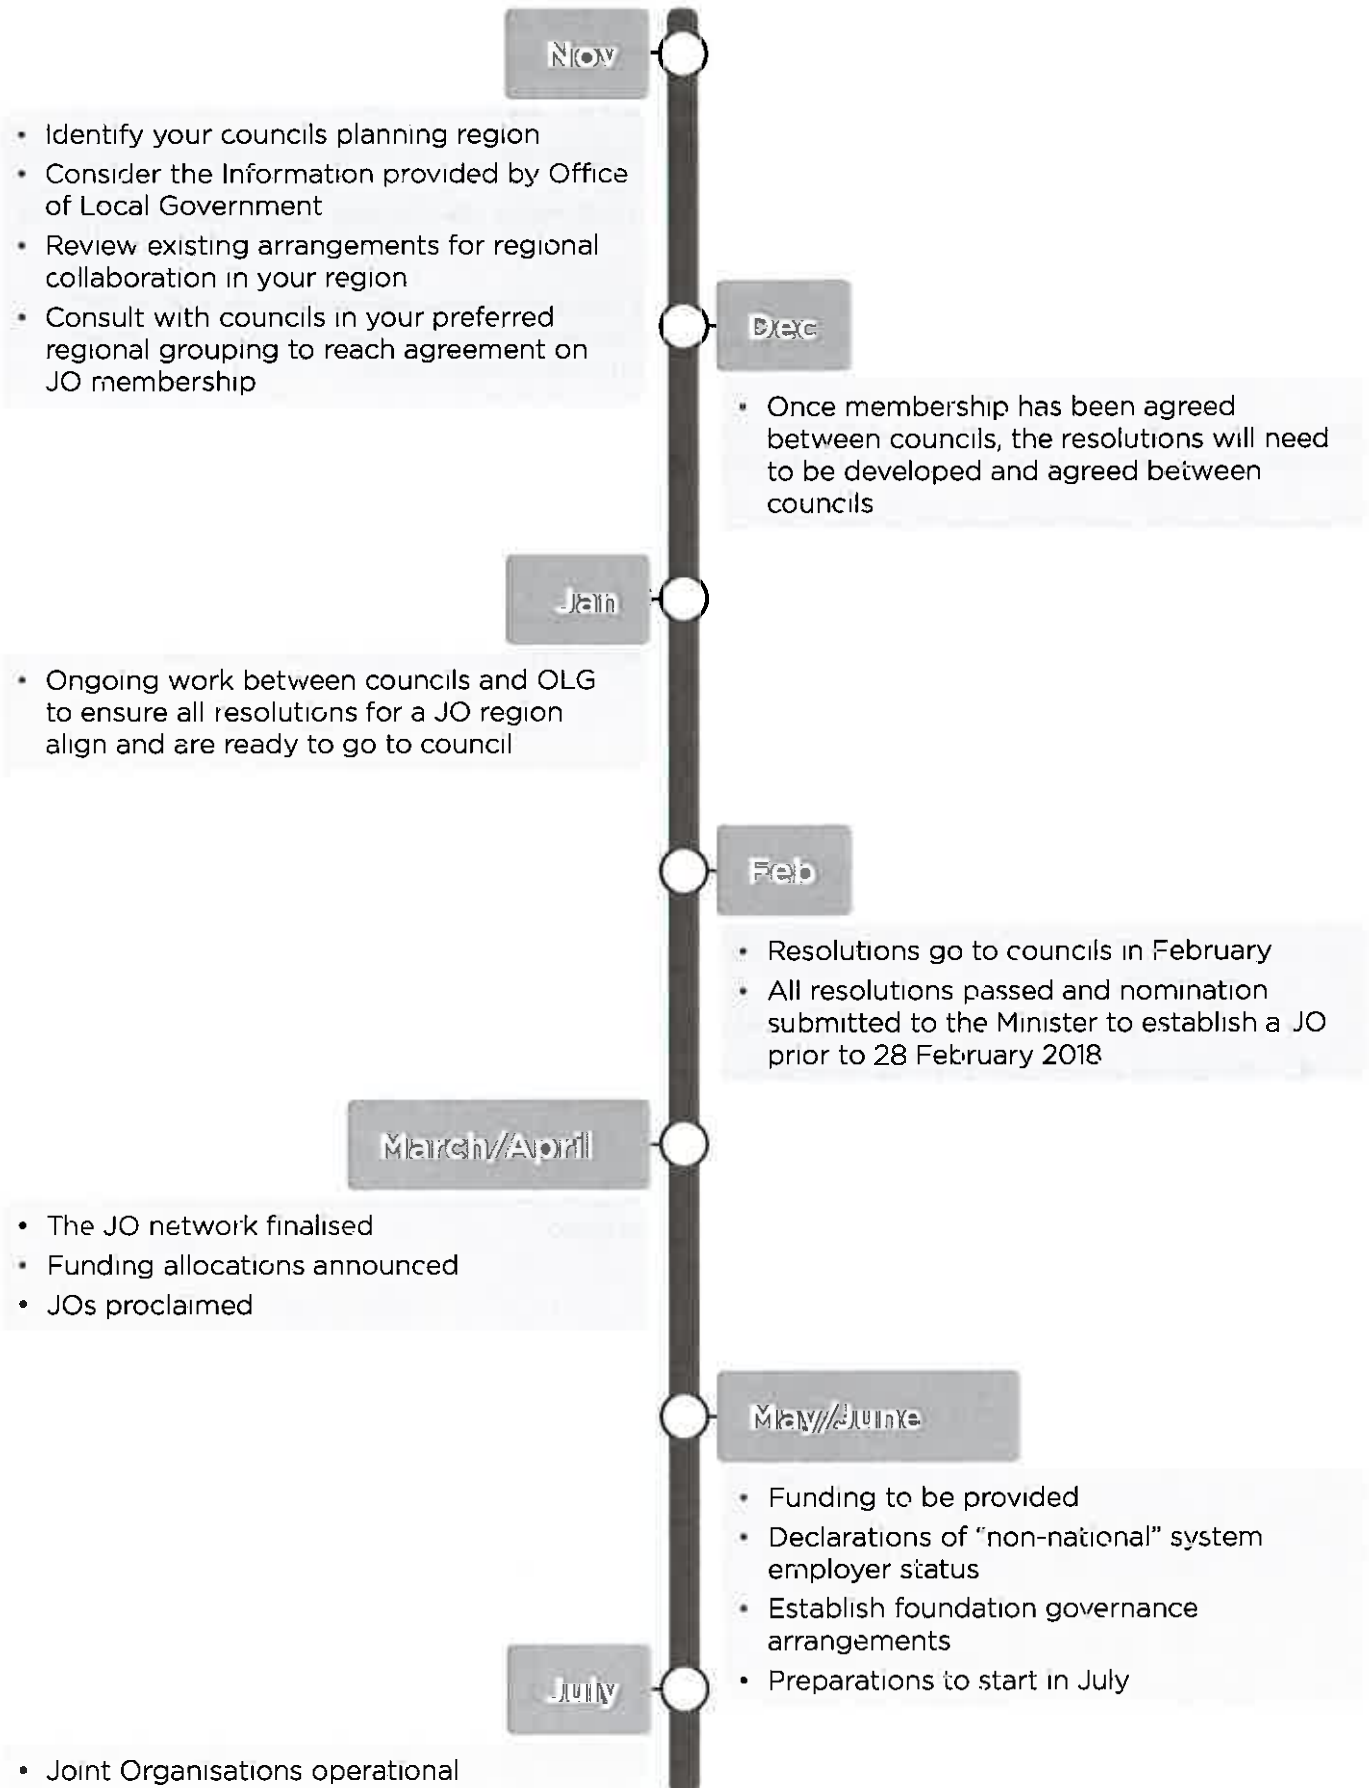 Nov
• Identify your councils planning region
• Consider the Information provided by Office
of Local Government
• Review existing arrangements for regional
collaboration in your region
• Consult with councils in your preferred
regional grouping to reach agreement on
JO membership
Dec
• Once membership has been agreed
between councils, the resolutions will need
to be developed and agreed between
councils
Jan
• Ongoing work between councils and OLG
to ensure all resolutions for a JO region
align and are ready to go to council
Feb
• Resolutions go to councils in February
• All resolutions passed and nomination
submitted to the Minister to establish a JO
prior to 28 February 2018
March/April
• The JO network finalised
• Funding allocations announced
• JOs proclaimed
May/June
• Funding to be provided
• Declarations of "non-national" system
employer status
• Establish foundation governance
arrangements
• Preparations to start in July
July
• Joint Organisations operational